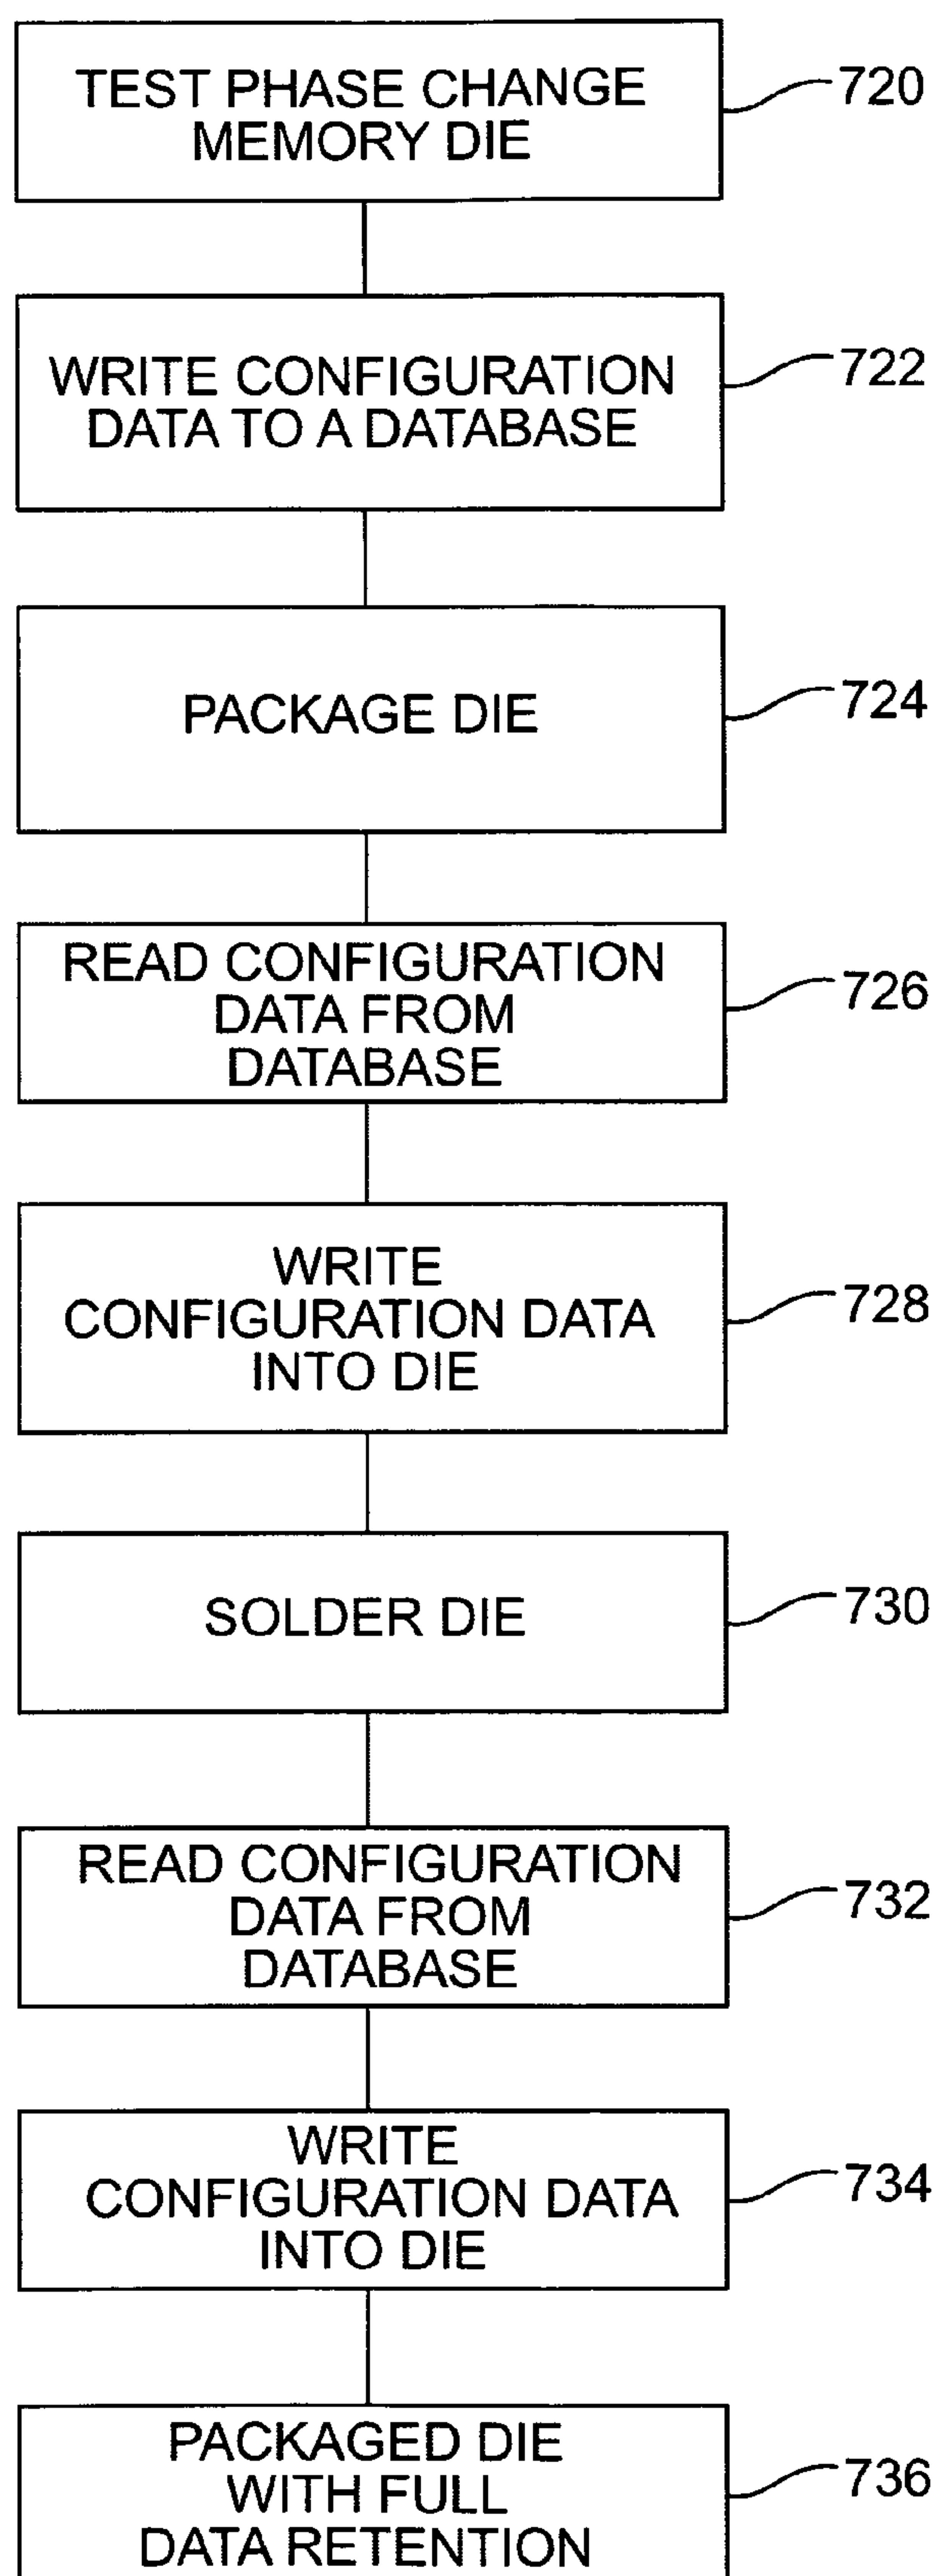 TEST PHASE CHANGE
MEMORY DIE
720
WRITE CONFIGURATION
DATA TO A DATABASE
722
PACKAGE DIE
724
READ CONFIGURATION
DATA FROM
DATABASE
726
WRITE
CONFIGURATION DATA
INTO DIE
728
SOLDER DIE
730
READ CONFIGURATION
DATA FROM
DATABASE
732
WRITE
CONFIGURATION DATA
INTO DIE
734
PACKAGED DIE
WITH FULL
DATA RETENTION
736